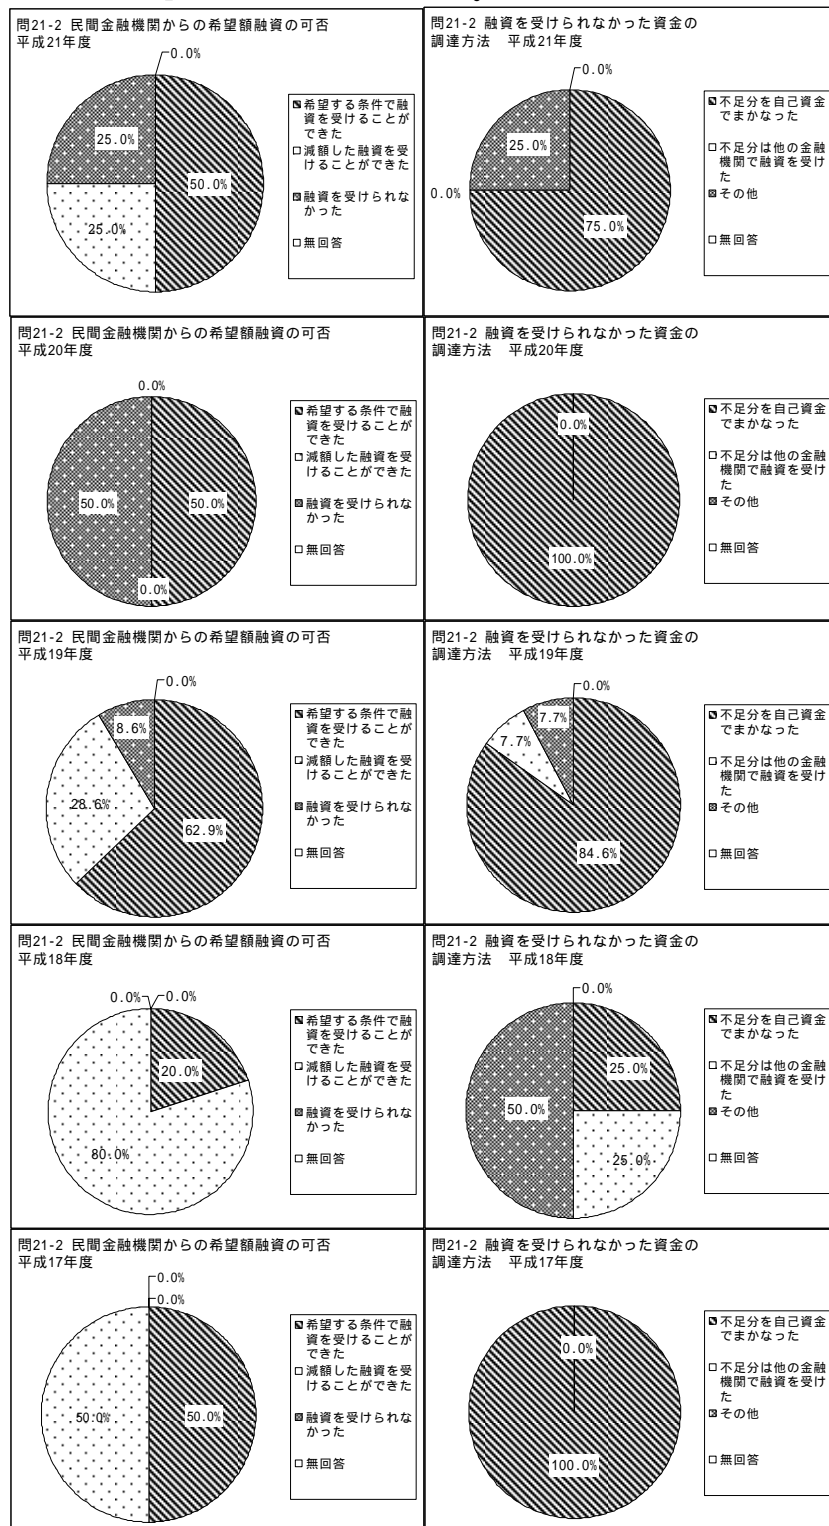 問21-2 民間金融機関からの希望額融資の可否
平成21年度
0.0%
25.0%
50.0%
25.0%
希望する条件で融
資を受けることが
できた
減額した融資を受
けることができた
融資を受けられな
かった
無回答
問21-2 融資を受けられなかった資金の
調達方法　平成21年度
0.0%
25.0%
0.0%
75.0%
不足分を自己資金
でまかなった
不足分は他の金融
機関で融資を受け
た
その他
無回答
問21-2 民間金融機関からの希望額融資の可否
平成20年度
0.0%
50.0%
50.0%
0.0%
希望する条件で融
資を受けることが
できた
減額した融資を受
けることができた
融資を受けられな
かった
無回答
問21-2 融資を受けられなかった資金の
調達方法　平成20年度
0.0%
100.0%
不足分を自己資金
でまかなった
不足分は他の金融
機関で融資を受け
た
その他
無回答
問21-2 民間金融機関からの希望額融資の可否
平成19年度
0.0%
8.6%
28.6%
62.9%
希望する条件で融
資を受けることが
できた
減額した融資を受
けることができた
融資を受けられな
かった
無回答
問21-2 融資を受けられなかった資金の
調達方法　平成19年度
0.0%
7.7%
7.7%
84.6%
不足分を自己資金
でまかなった
不足分は他の金融
機関で融資を受け
た
その他
無回答
問21-2 民間金融機関からの希望額融資の可否
平成18年度
0.0%
0.0%
20.0%
80.0%
希望する条件で融
資を受けることが
できた
減額した融資を受
けることができた
融資を受けられな
かった
無回答
問21-2 融資を受けられなかった資金の
調達方法　平成18年度
0.0%
25.0%
50.0%
25.0%
不足分を自己資金
でまかなった
不足分は他の金融
機関で融資を受け
た
その他
無回答
問21-2 民間金融機関からの希望額融資の可否
平成17年度
0.0%
0.0%
50.0%
50.0%
希望する条件で融
資を受けることが
できた
減額した融資を受
けることができた
融資を受けられな
かった
無回答
問21-2 融資を受けられなかった資金の
調達方法　平成17年度
0.0%
100.0%
不足分を自己資金
でまかなった
不足分は他の金融
機関で融資を受け
た
その他
無回答